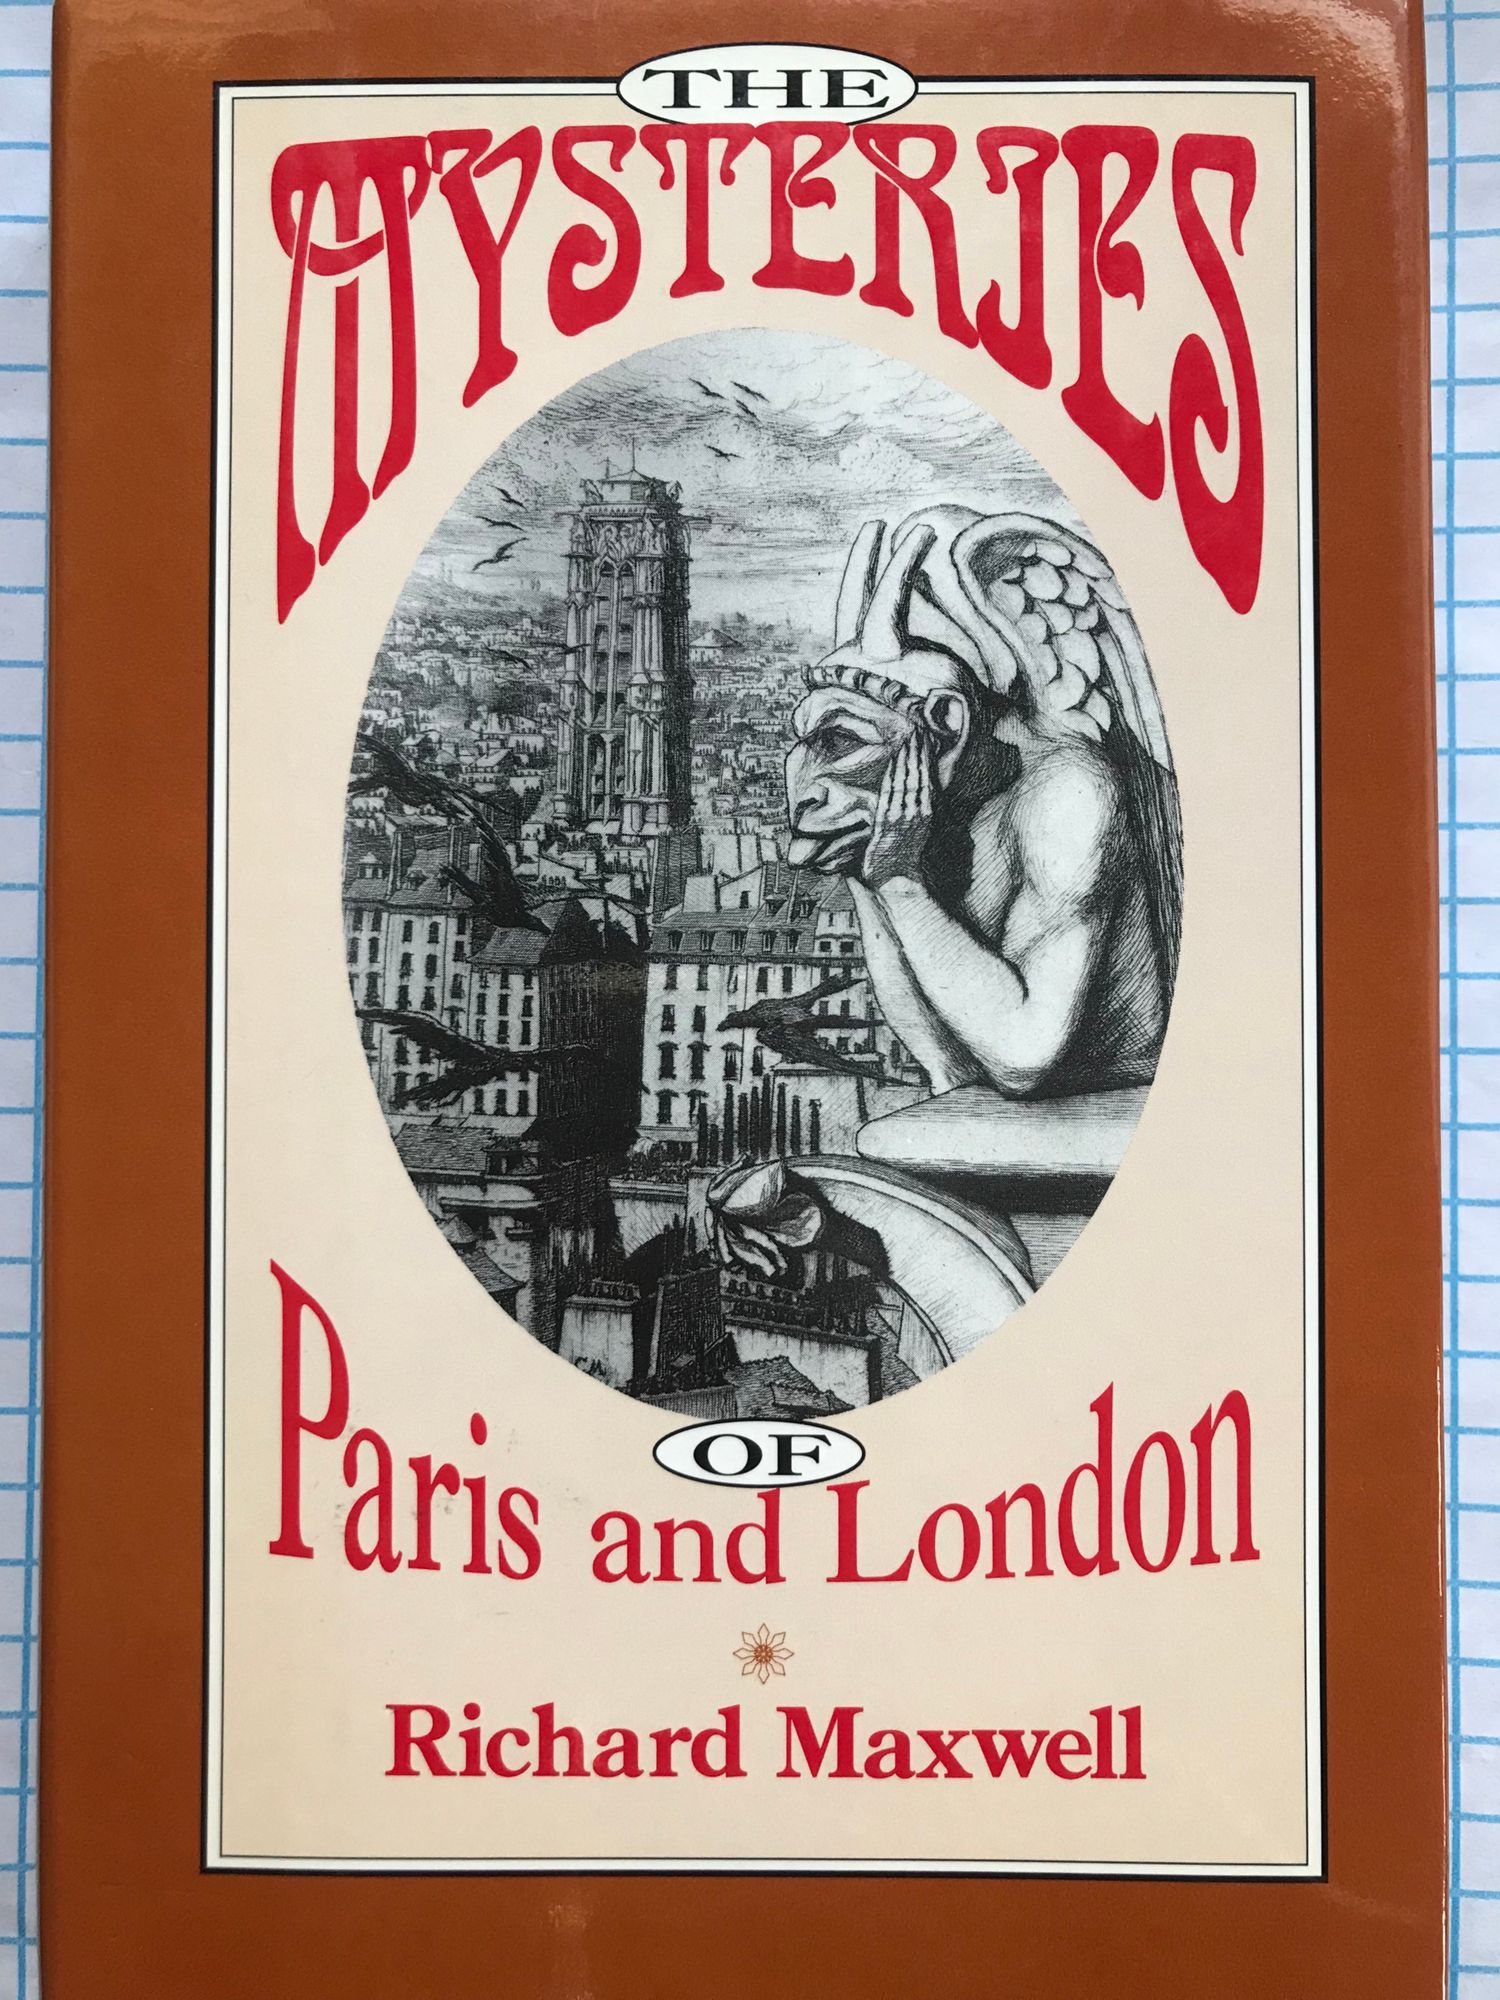 THE
MYSTERIES
OF
Paris and London
Richard Maxwell